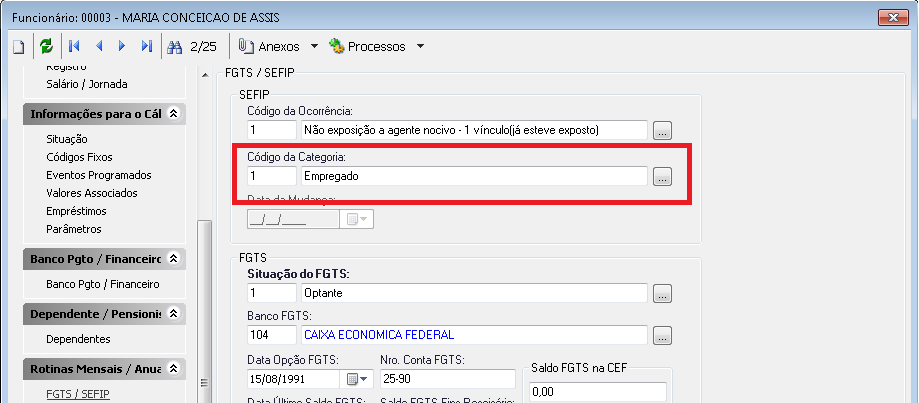 Funcionário: 00003 - MARIA CONCEICAO DE ASSIS
2/25 Anexos Processos
Registro
Salário / Jornada
Informações para o Cál
Situação
Códigos Fixos
Eventos Programados
Valores Associados
Empréstimos
Parâmetros
Banco Pgto / Financeiro
Banco Pgto / Financeiro
Dependente / Pensionis
Dependentes
Rotinas Mensais / Anua
FGTS / SEFIP
FGTS / SEFIP
SEFIP
Código da Ocorrência:
1 Não exposição a agente nocivo - 1 vínculo(já esteve exposto) ...
Código da Categoria:
1 Empregado ...
Data da Mudança:
__/__/____
FGTS
Situação do FGTS:
1 Optante ...
Banco FGTS:
104 CAIXA ECONOMICA FEDERAL ...
Data Opção FGTS: Nro. Conta FGTS: Saldo FGTS na CEF
15/08/1991 25-90 0,00
Data Último Saldo FGTS: Saldo FGTS Fins Rescisório: